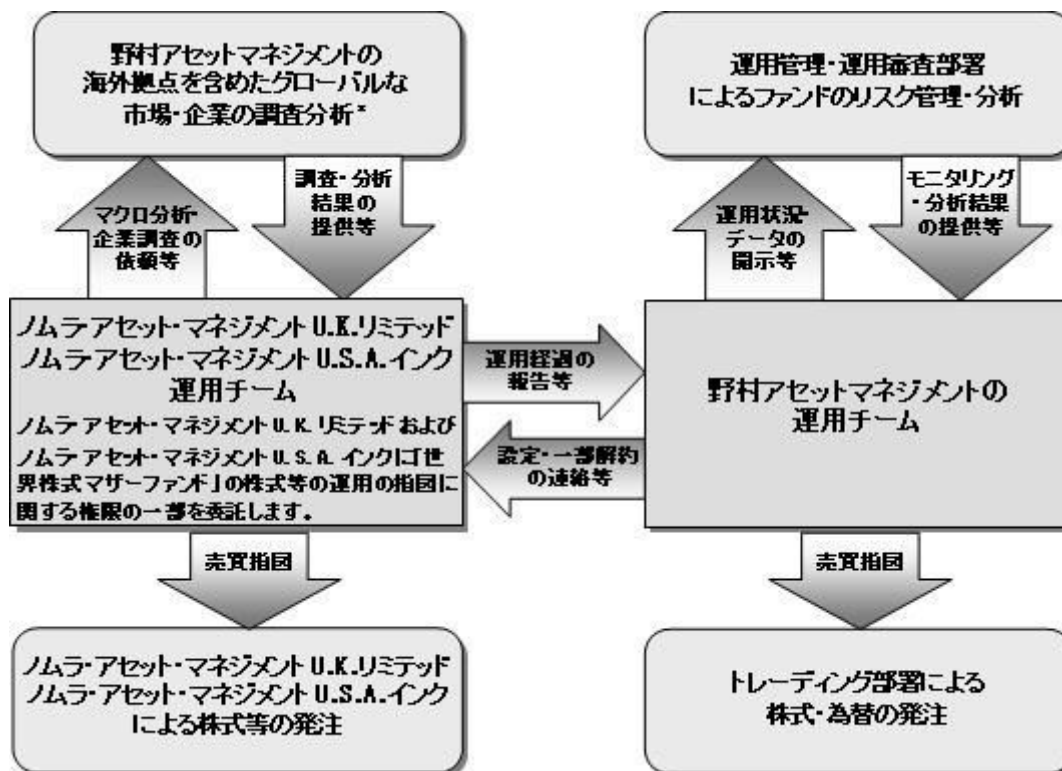 野村アセットマネジメントの
海外拠点を含めたグローバルな
市場・企業の調査分析*
運用管理・運用審査部署
によるファンドのリスク管理・分析
マクロ分析・
企業調査の
依頼等
調査・分析
結果の
提供等
運用状況・
データの
開示等
モニタリング
・分析結果
の提供等
ノムラ・アセット・マネジメントU.K.リミテッド
ノムラ・アセット・マネジメントU.S.A.インク
運用チーム
ノムラ・アセット・マネジメントU.K.リミテッドおよび
ノムラ・アセット・マネジメントU.S.A.インクに「世
界株式マザーファンド」の株式等の運用の指図に
関する権限の一部を委託します。
運用経過の
報告等
設定・一部解約
の連絡等
野村アセットマネジメントの
運用チーム
売買指図
売買指図
ノムラ・アセット・マネジメントU.K.リミテッド
ノムラ・アセット・マネジメントU.S.A.インク
による株式等の発注
トレーディング部署による
株式・為替の発注